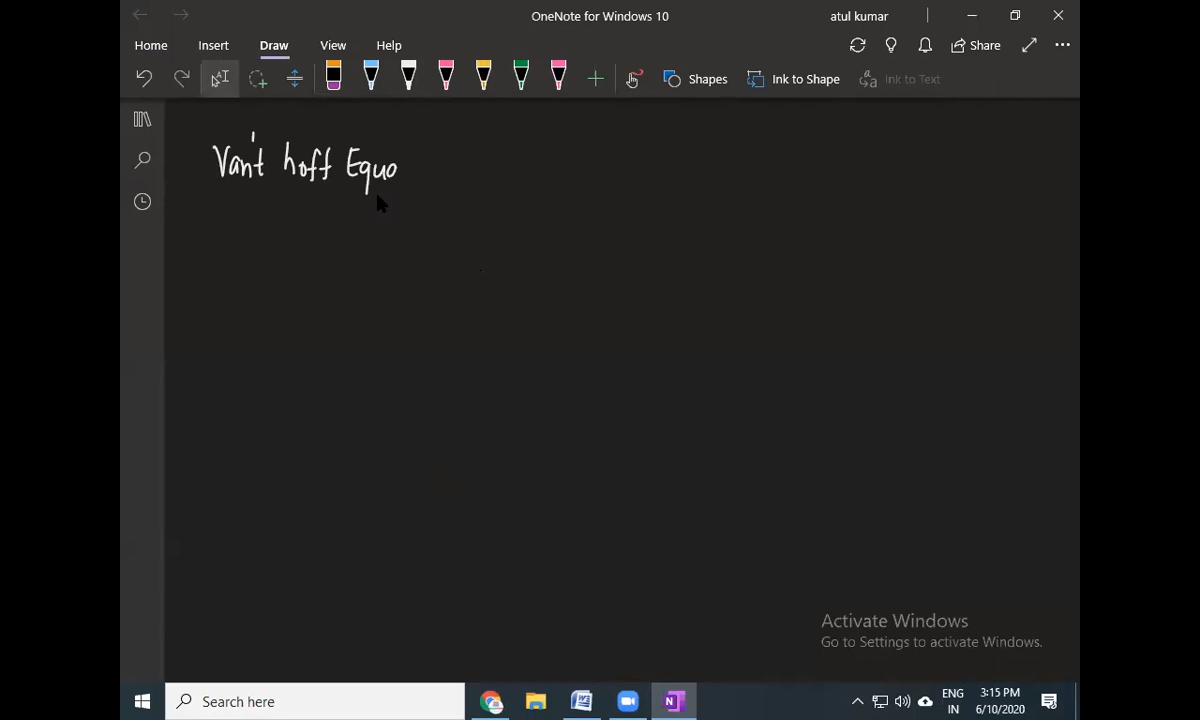 OneNote for Windows 10
atul kumar
Home Insert Draw View Help
Share
Shapes Ink to Shape Ink to Text
Van't hoff Equa
Activate Windows
Go to Settings to activate Windows.
Search here
ENG
IN
3:15 PM
6/10/2020